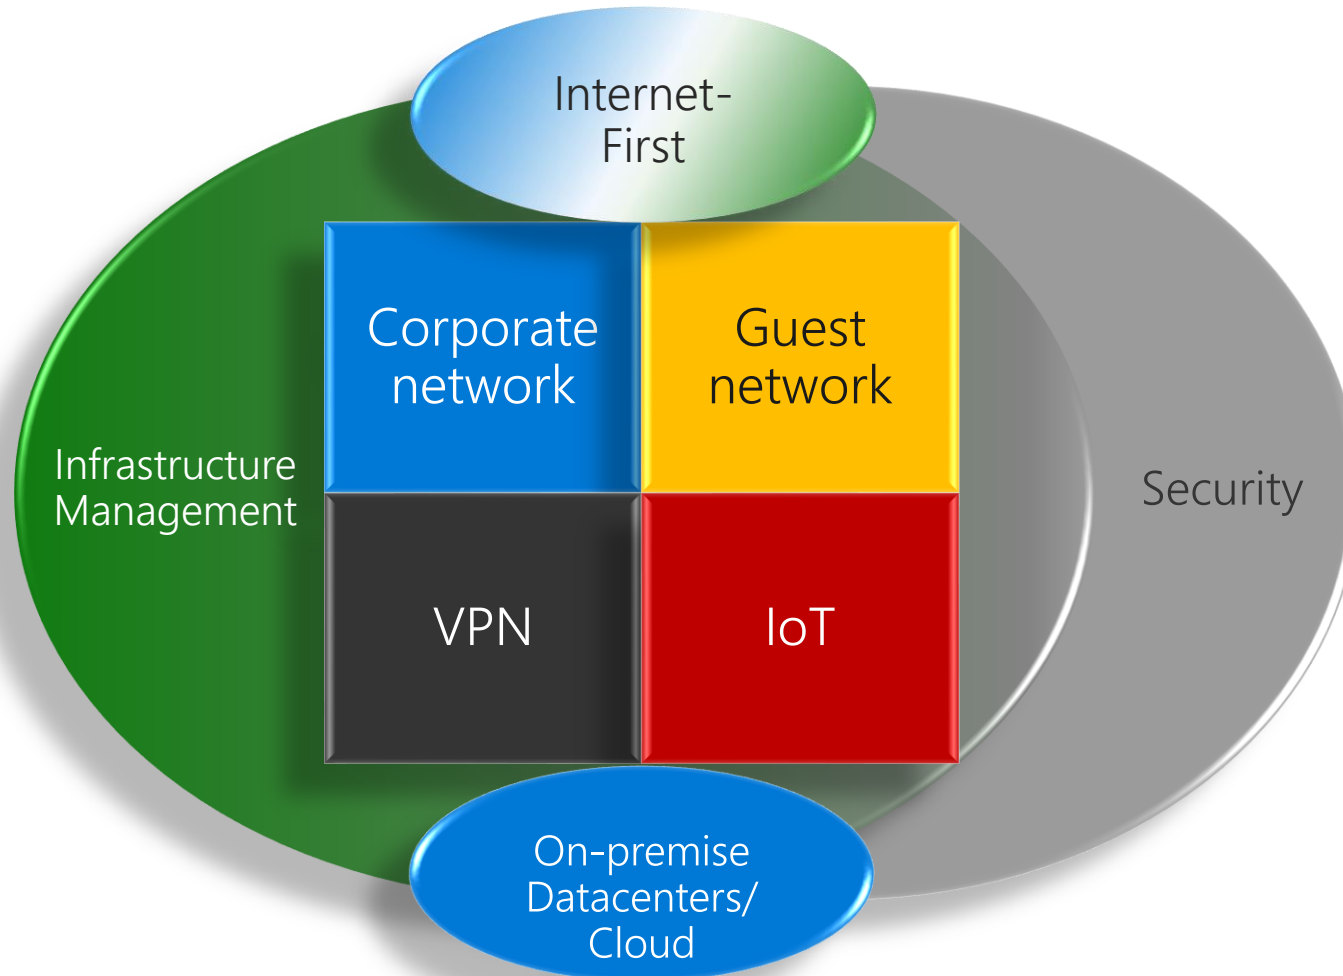 Internet-
First
Corporate
network
Guest
network
Infrastructure
Management
Security
VPN
IoT
On-premise
Datacenters/
Cloud